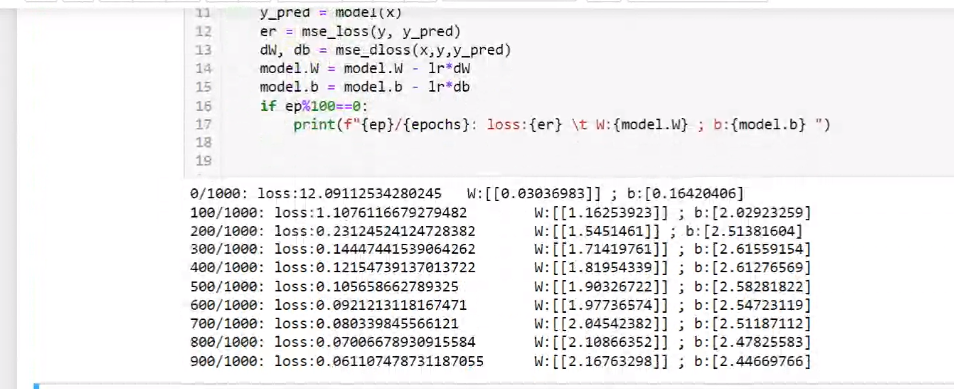 11 y_pred = model(x)
12 er = mse_loss(y, y_pred)
13 dW, db = mse_dloss(x,y,y_pred)
14 model.W = model.W - lr*dW
15 model.b = model.b - lr*db
16 if ep%100==0:
17 print(f"{ep}/{epochs}: loss:{er} \t W:{model.W} ; b:{model.b} ")
18
19
0/1000: loss:12.09112534280245 W:[[0.03036983]] ; b:[0.16420406]
100/1000: loss:1.1076116679279482 W:[[1.16253923]] ; b:[2.02923259]
200/1000: loss:0.23124524124728382 W:[[1.5451461]] ; b:[2.51381604]
300/1000: loss:0.14447441539064262 W:[[1.71419761]] ; b:[2.61559154]
400/1000: loss:0.12154739137013722 W:[[1.81954339]] ; b:[2.61276569]
500/1000: loss:0.105658662789325 W:[[1.90326722]] ; b:[2.58281822]
600/1000: loss:0.0921213118167471 W:[[1.97736574]] ; b:[2.54723119]
700/1000: loss:0.080339845566121 W:[[2.04542382]] ; b:[2.51187112]
800/1000: loss:0.07006678930915584 W:[[2.10866352]] ; b:[2.47825583]
900/1000: loss:0.061107478731187055 W:[[2.16763298]] ; b:[2.44669766]